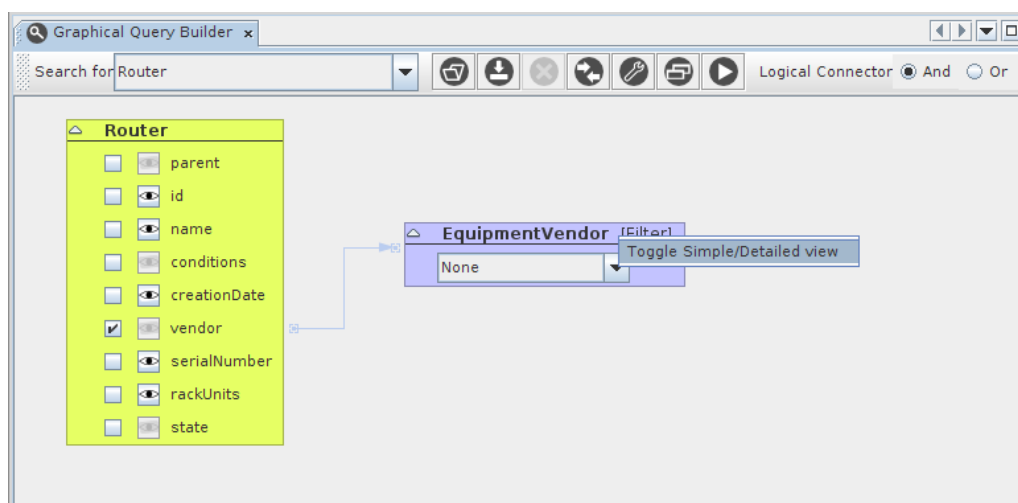 Graphical Query Builder
Search for Router
Logical Connector And Or
Router
parent
id
name
conditions
creationDate
vendor
serialNumber
rackUnits
state
EquipmentVendor [Filter]
None
Toggle Simple/Detailed view